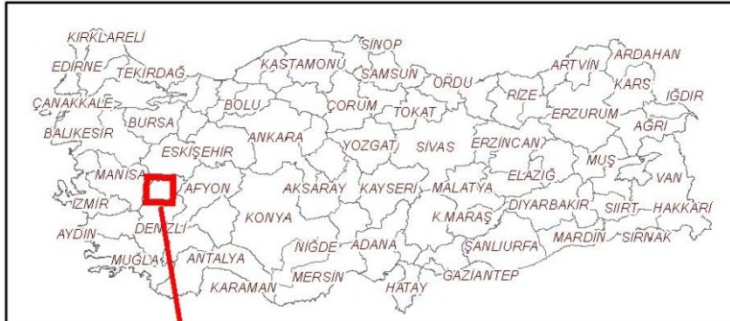 KIRKLARELİ
SİNOP
EDİRNE
TEKİRDAĞ
KASTAMONU
SAMSUN
ORDU
ARTVİN
ARDAHAN
KARS
ÇANAKKALE
BOLU
ÇORUM
TOKAT
RİZE
ERZURUM
IĞDIR
BALIKESİR
BURSA
ANKARA
AĞRI
ESKİŞEHİR
YOZGAT
SİVAS
ERZİNCAN
MUŞ
MANİSA
AFYON
AKSARAY
KAYSERİ
MALATYA
ELAZIĞ
VAN
İZMİR
KONYA
K.MARAŞ
DİYARBAKIR
SİİRT
HAKKARİ
AYDIN
DENİZLİ
NİĞDE
ADANA
ŞANLIURFA
MARDİN
SIRNAK
MUĞLA
ANTALYA
KARAMAN
MERSİN
HATAY
GAZİANTEP